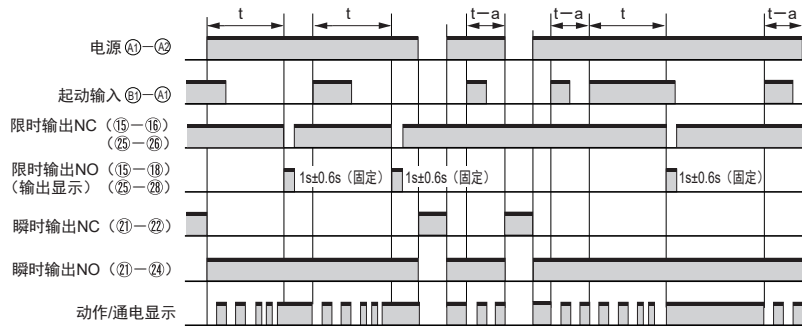 t t t-a t-a t t-a
电源 Ⓐ1-Ⓐ2
起动输入 Ⓑ1-Ⓐ1
限时输出NC（⑮-⑯）
（㉕-㉖）
限时输出NO（⑮-⑱）
（输出显示）（㉕-㉘）
1s±0.6s（固定） 1s±0.6s（固定） 1s±0.6s（固定）
瞬时输出NC（㉑-㉒）
瞬时输出NO（㉑-㉔）
动作/通电显示